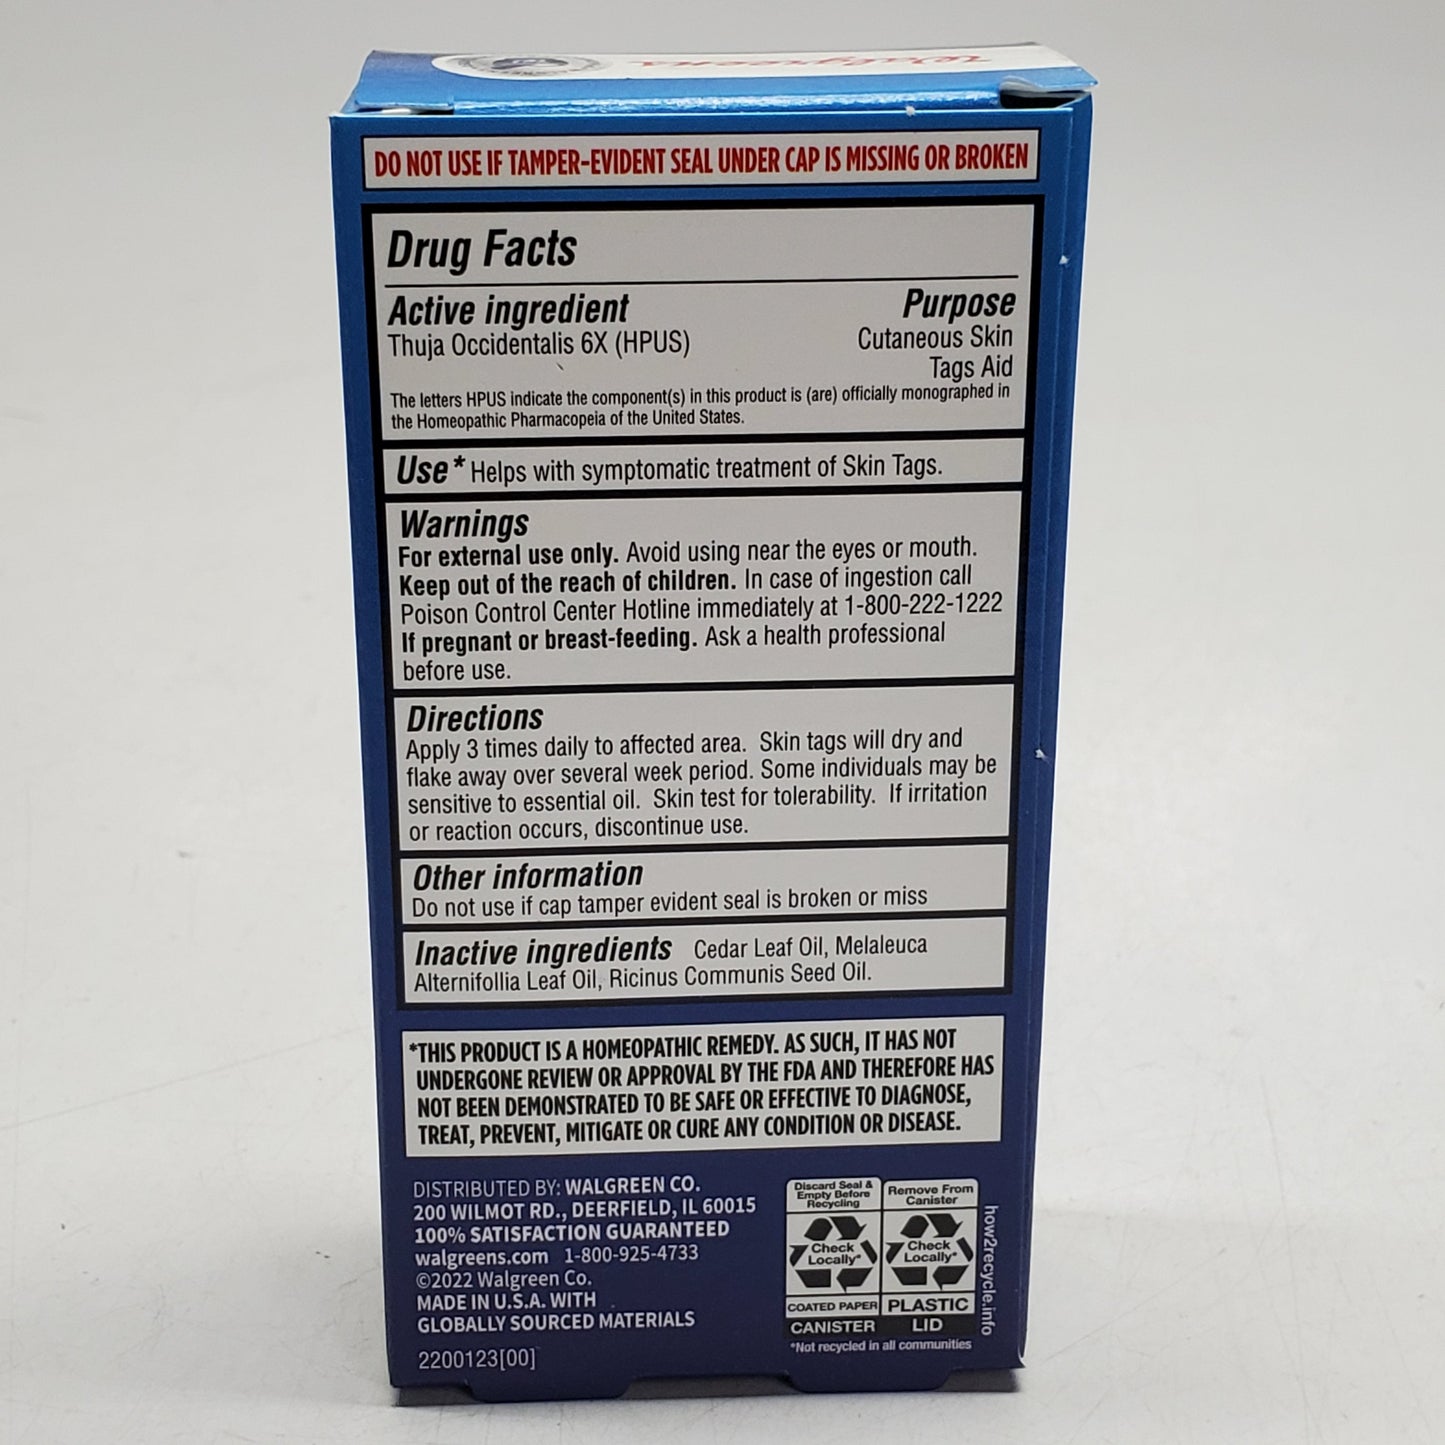 Walgreens
DO NOT USE IF TAMPER-EVIDENT SEAL UNDER CAP IS MISSING OR BROKEN
Drug Facts
Active ingredient Purpose
Thuja Occidentalis 6X (HPUS) Cutaneous Skin
Tags Aid
The letters HPUS indicate the component(s) in this product is (are) officially monographed in
the Homeopathic Pharmacopeia of the United States.
Use* Helps with symptomatic treatment of Skin Tags.
Warnings
For external use only. Avoid using near the eyes or mouth.
Keep out of the reach of children. In case of ingestion call
Poison Control Center Hotline immediately at 1-800-222-1222
If pregnant or breast-feeding. Ask a health professional
before use.
Directions
Apply 3 times daily to affected area. Skin tags will dry and
flake away over several week period. Some individuals may be
sensitive to essential oil. Skin test for tolerability. If irritation
or reaction occurs, discontinue use.
Other information
Do not use if cap tamper evident seal is broken or miss
Inactive ingredients Cedar Leaf Oil, Melaleuca
Alternifollia Leaf Oil, Ricinus Communis Seed Oil.
*THIS PRODUCT IS A HOMEOPATHIC REMEDY. AS SUCH, IT HAS NOT
UNDERGONE REVIEW OR APPROVAL BY THE FDA AND THEREFORE HAS
NOT BEEN DEMONSTRATED TO BE SAFE OR EFFECTIVE TO DIAGNOSE,
TREAT, PREVENT, MITIGATE OR CURE ANY CONDITION OR DISEASE.
DISTRIBUTED BY: WALGREEN CO.
200 WILMOT RD., DEERFIELD, IL 60015
100% SATISFACTION GUARANTEED
walgreens.com 1-800-925-4733
©2022 Walgreen Co.
MADE IN U.S.A. WITH
GLOBALLY SOURCED MATERIALS
2200123[00]
Discard Seal &
Empty Before
Recycling
Check
Locally*
COATED PAPER
CANISTER
Remove From
Canister
Check
Locally*
PLASTIC
LID
*Not recycled in all communities
how2recycle.info